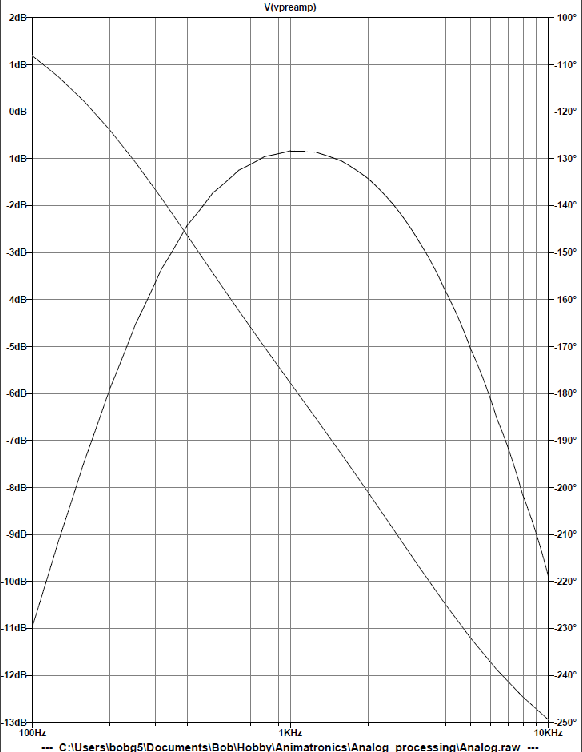 V(vpreamp)
2dB -100°
1dB -110°
0dB -120°
-1dB -130°
-2dB -140°
-3dB -150°
-4dB -160°
-5dB -170°
-6dB -180°
-7dB -190°
-8dB -200°
-9dB -210°
-10dB -220°
-11dB -230°
-12dB -240°
-13dB -250°
100Hz 1KHz 10KHz
--- C:\Users\bobg5\Documents\Bob\Hobby\Animatronics\Analog_processing\Analog.raw ---